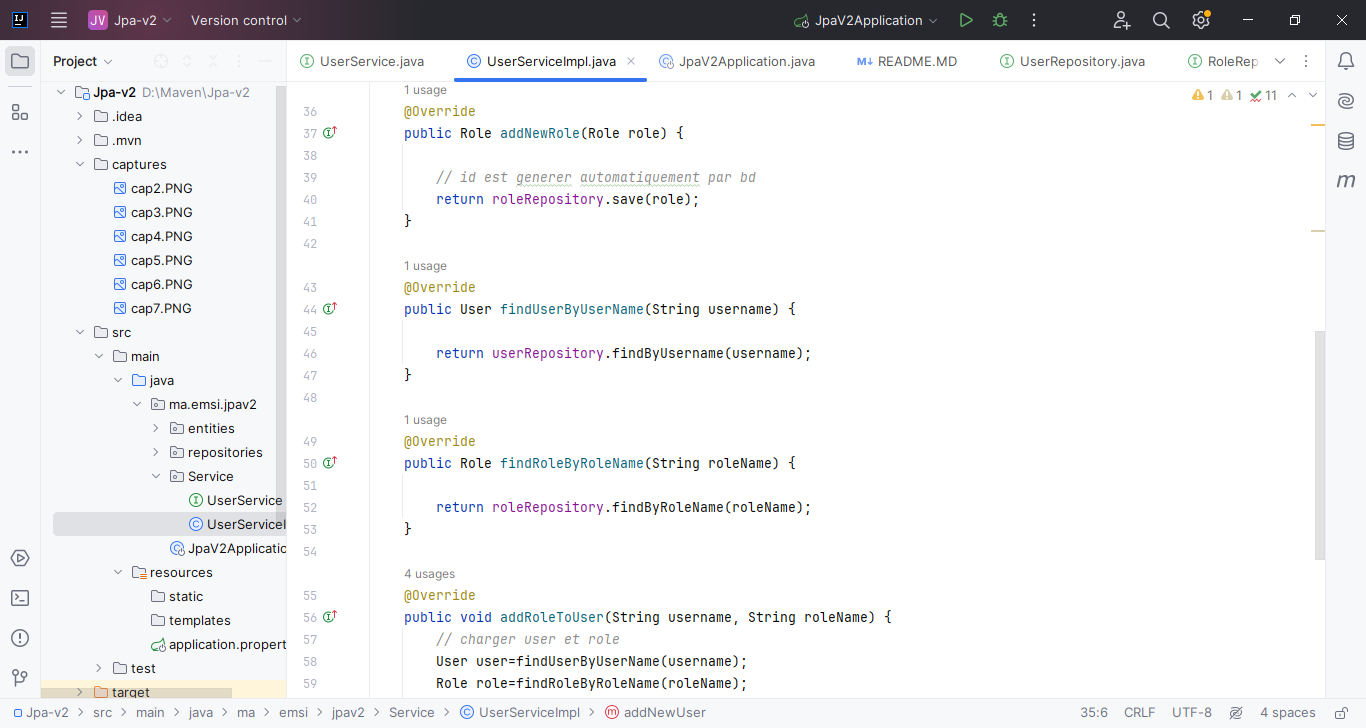 IJ
JV Jpa-v2 Version control JpaV2Application
Project
UserService.java UserServiceImpl.java JpaV2Application.java M↓ README.MD UserRepository.java RoleRep
Jpa-v2 D:\Maven\Jpa-v2
.idea
.mvn
captures
cap2.PNG
cap3.PNG
cap4.PNG
cap5.PNG
cap6.PNG
cap7.PNG
src
main
java
ma.emsi.jpav2
entities
repositories
Service
UserService
UserServiceI
JpaV2Applicatio
resources
static
templates
application.propert
test
target
1 1 11
1 usage
36 @Override
37 public Role addNewRole(Role role) {
38
39 // id est generer automatiquement par bd
40 return roleRepository.save(role);
41 }
42
1 usage
43 @Override
44 public User findUserByUserName(String username) {
45
46 return userRepository.findByUsername(username);
47 }
48
1 usage
49 @Override
50 public Role findRoleByRoleName(String roleName) {
51
52 return roleRepository.findByRoleName(roleName);
53 }
54
4 usages
55 @Override
56 public void addRoleToUser(String username, String roleName) {
57 // charger user et role
58 User user=findUserByUserName(username);
59 Role role=findRoleByRoleName(roleName);
m
Jpa-v2 > src > main > java > ma > emsi > jpav2 > Service > UserServiceImpl > addNewUser 35:6 CRLF UTF-8 4 spaces